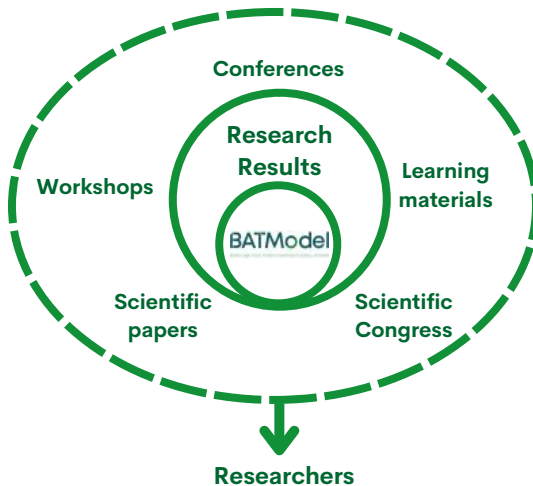 Conferences
Research
Results
Workshops
Learning
materials
BATModel
Scientific
papers
Scientific
Congress
Researchers